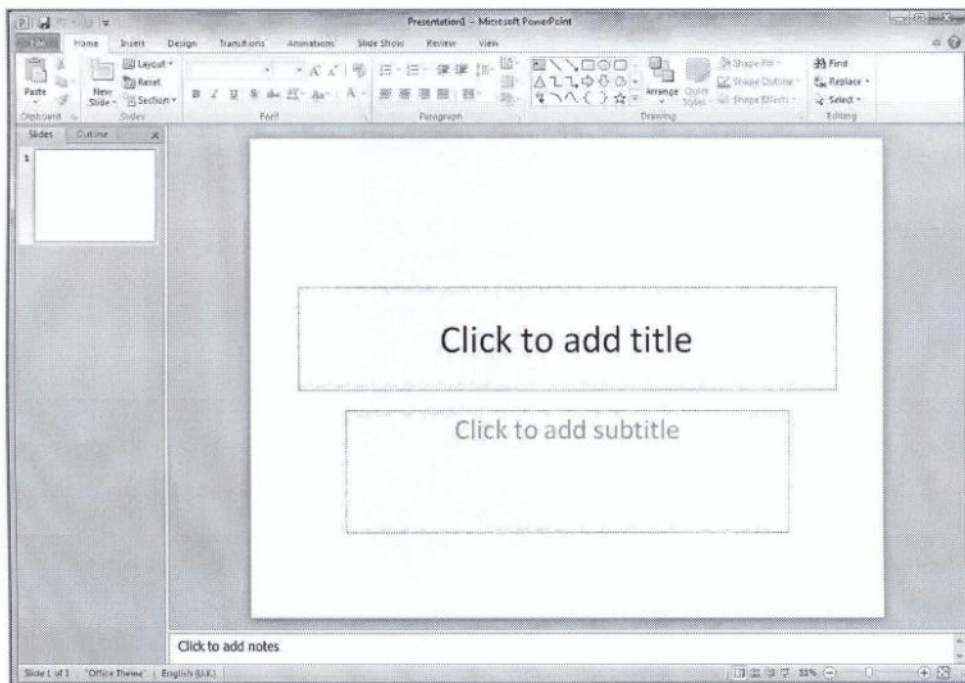 Presentation1 - Microsoft PowerPoint
File Home Insert Design Transitions Animations Slide Show Review View
Layout Shape Fill Find
Reset Shape Outline Replace
Paste New Slide Section Arrange Quick Styles Shape Effects Select
Clipboard Slides Font Paragraph Drawing Editing
Slides Outline
1
Click to add title
Click to add subtitle
Click to add notes
Slide 1 of 1 "Office Theme" English (U.K.)